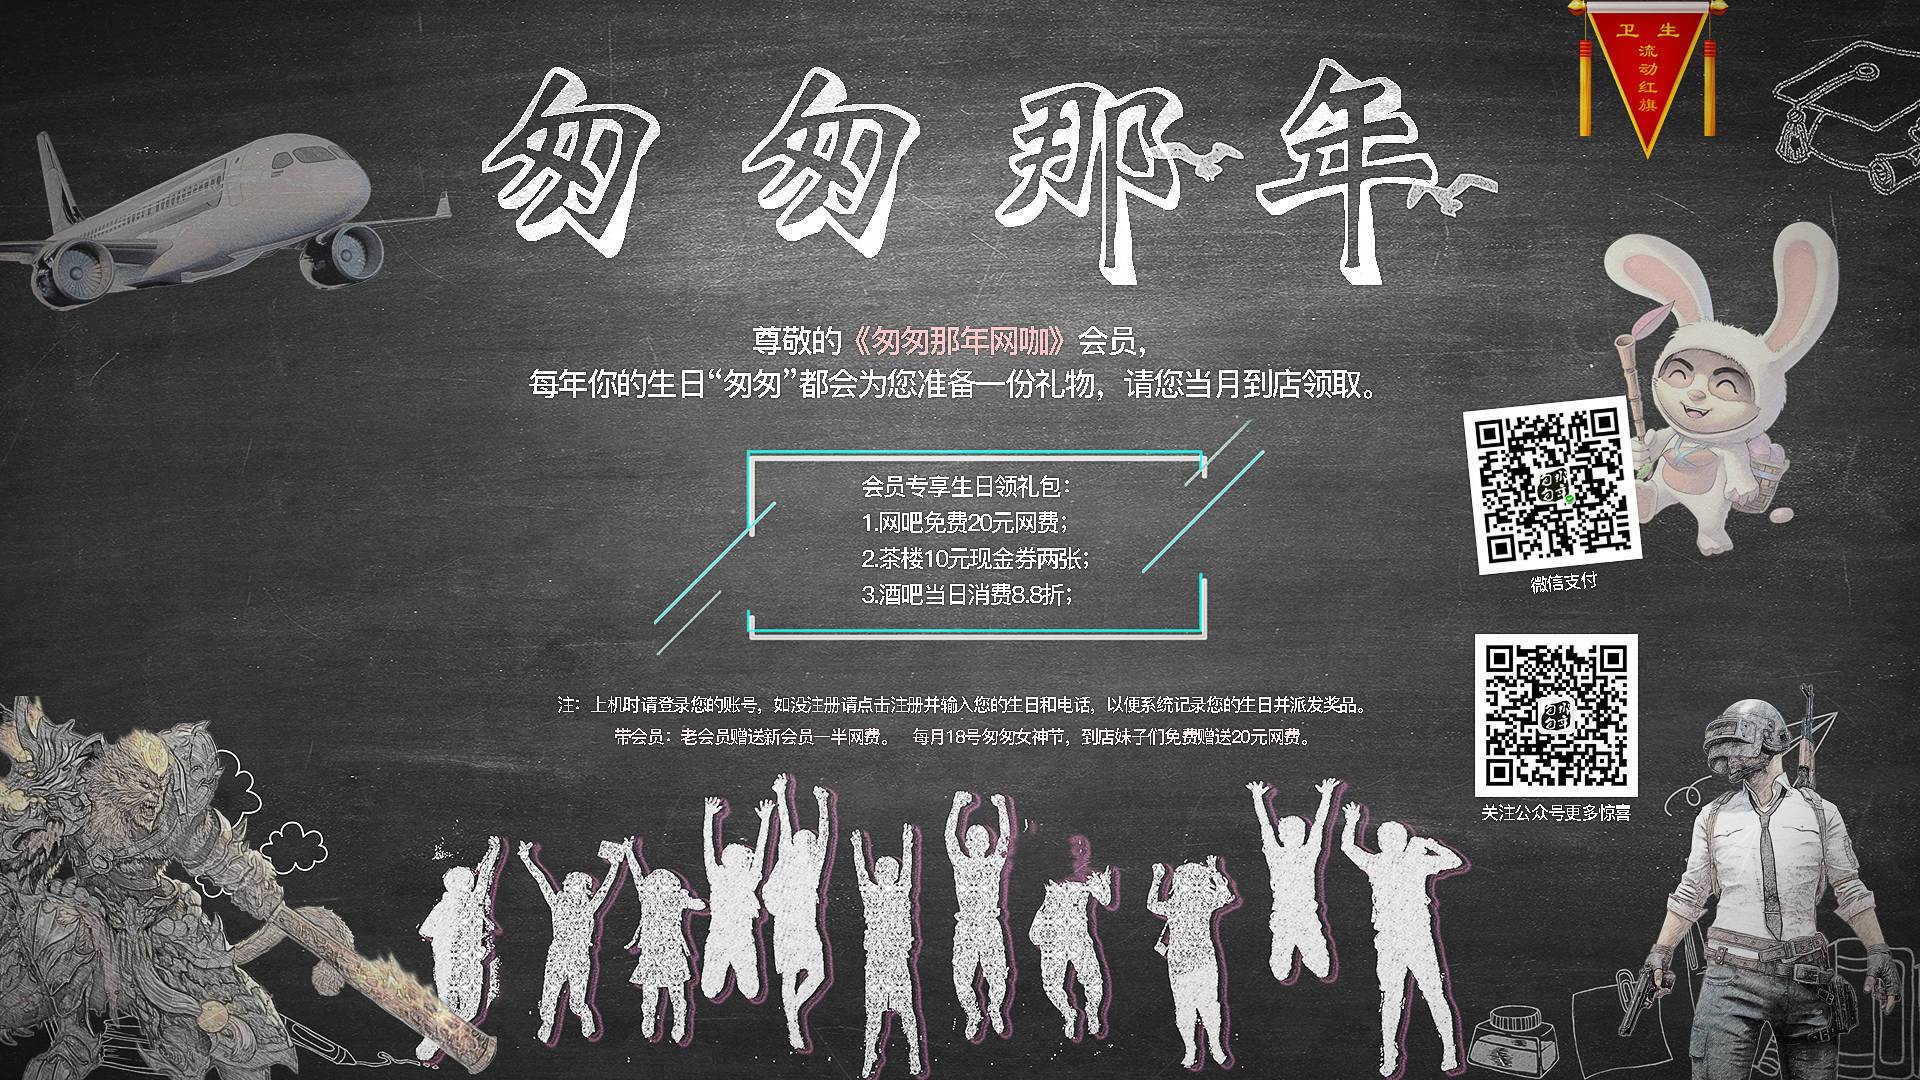 匆匆那年
卫生
流动红旗
尊敬的《匆匆那年网咖》会员，
每年你的生日“匆匆”都会为您准备一份礼物，请您当月到店领取。
会员专享生日领礼包：
1.网吧免费20元网费；
2.茶楼10元现金券两张；
3.酒吧当日消费8.8折；
微信支付
注：上机时请登录您的账号，如没注册请点击注册并输入您的生日和电话，以便系统记录您的生日并派发奖品。
带会员：老会员赠送新会员一半网费。 每月18号匆匆女神节，到店妹子们免费赠送20元网费。
关注公众号更多惊喜